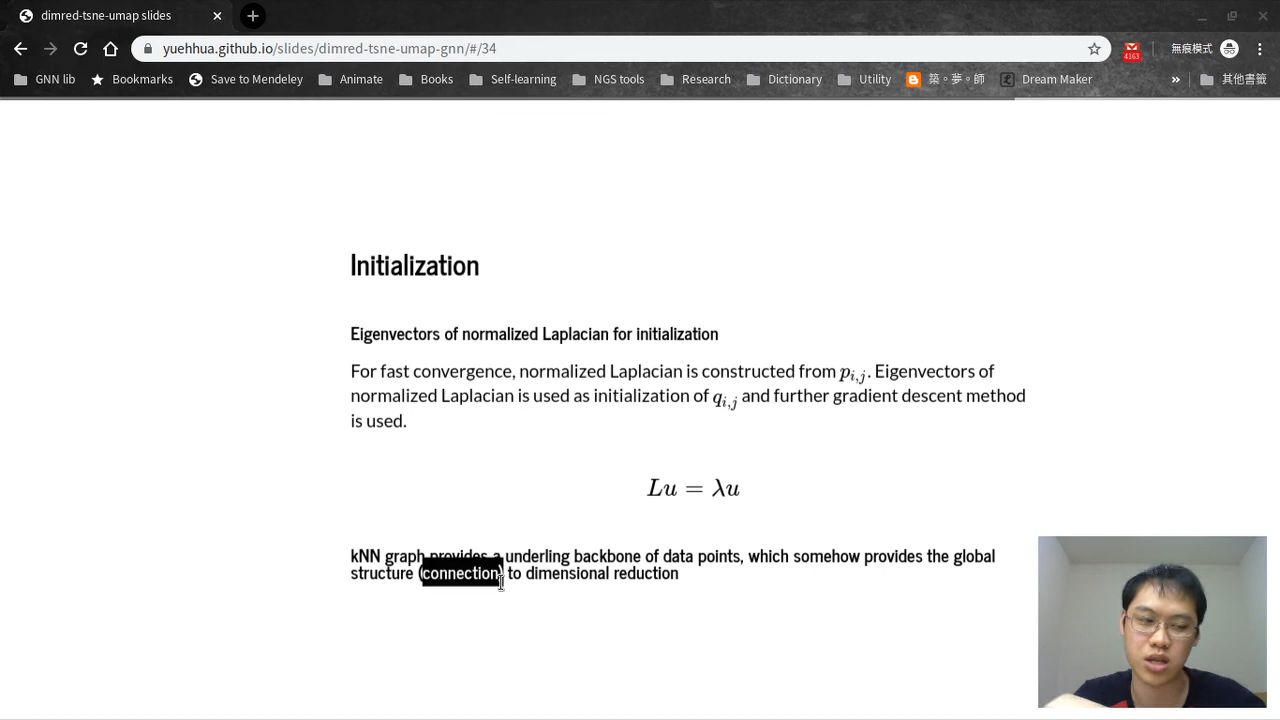 dimred-tsne-umap slides
yuehhua.github.io/slides/dimred-tsne-umap-gnn/#/34
4163
無痕模式
GNN lib Bookmarks Save to Mendeley Animate Books Self-learning NGS tools Research Dictionary Utility 築。夢。師 Dream Maker » 其他書籤
Initialization
Eigenvectors of normalized Laplacian for initialization
For fast convergence, normalized Laplacian is constructed from p_{i,j}. Eigenvectors of
normalized Laplacian is used as initialization of q_{i,j} and further gradient descent method
is used.
Lu = λu
kNN graph provides a underling backbone of data points, which somehow provides the global
structure (connection) to dimensional reduction